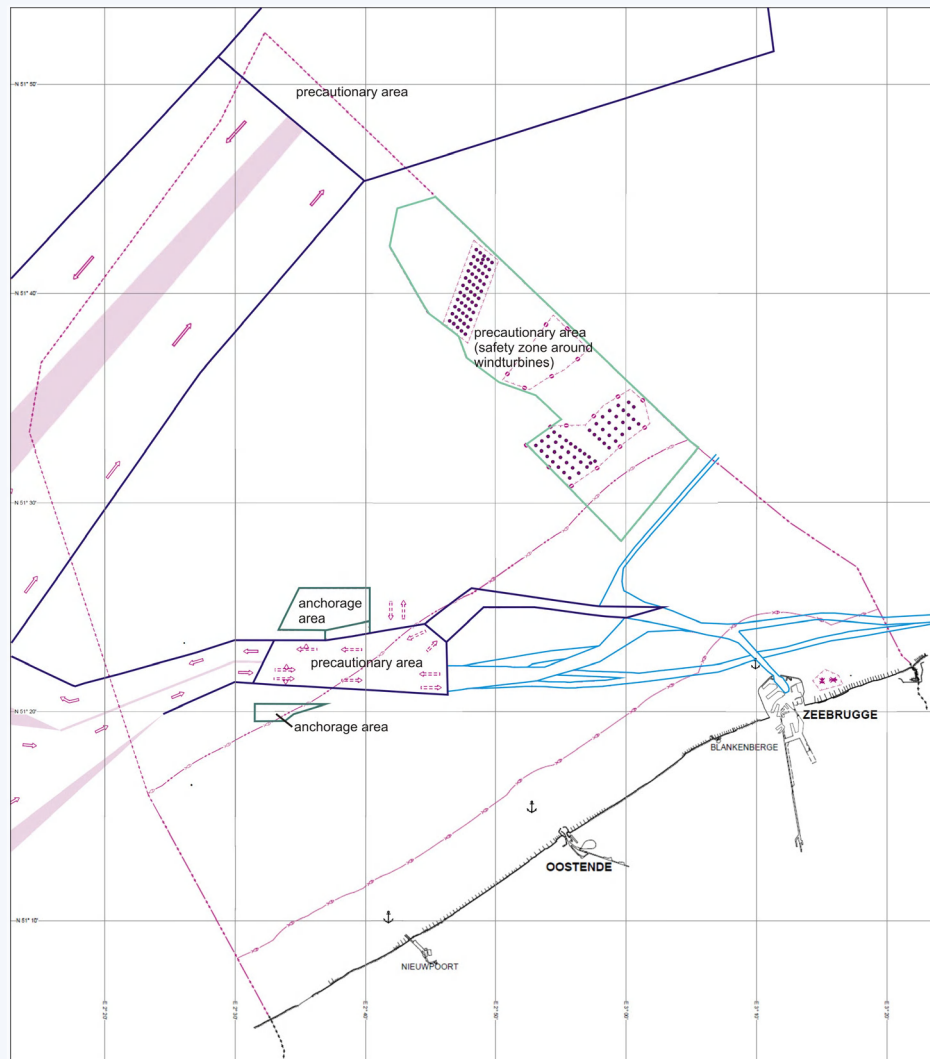 precautionary area
N 51° 50'
N 51° 40'
precautionary area
(safety zone around
windturbines)
N 51° 30'
anchorage
area
precautionary area
N 51° 20'
anchorage area
ZEEBRUGGE
BLANKENBERGE
OOSTENDE
N 51° 10'
NIEUWPOORT